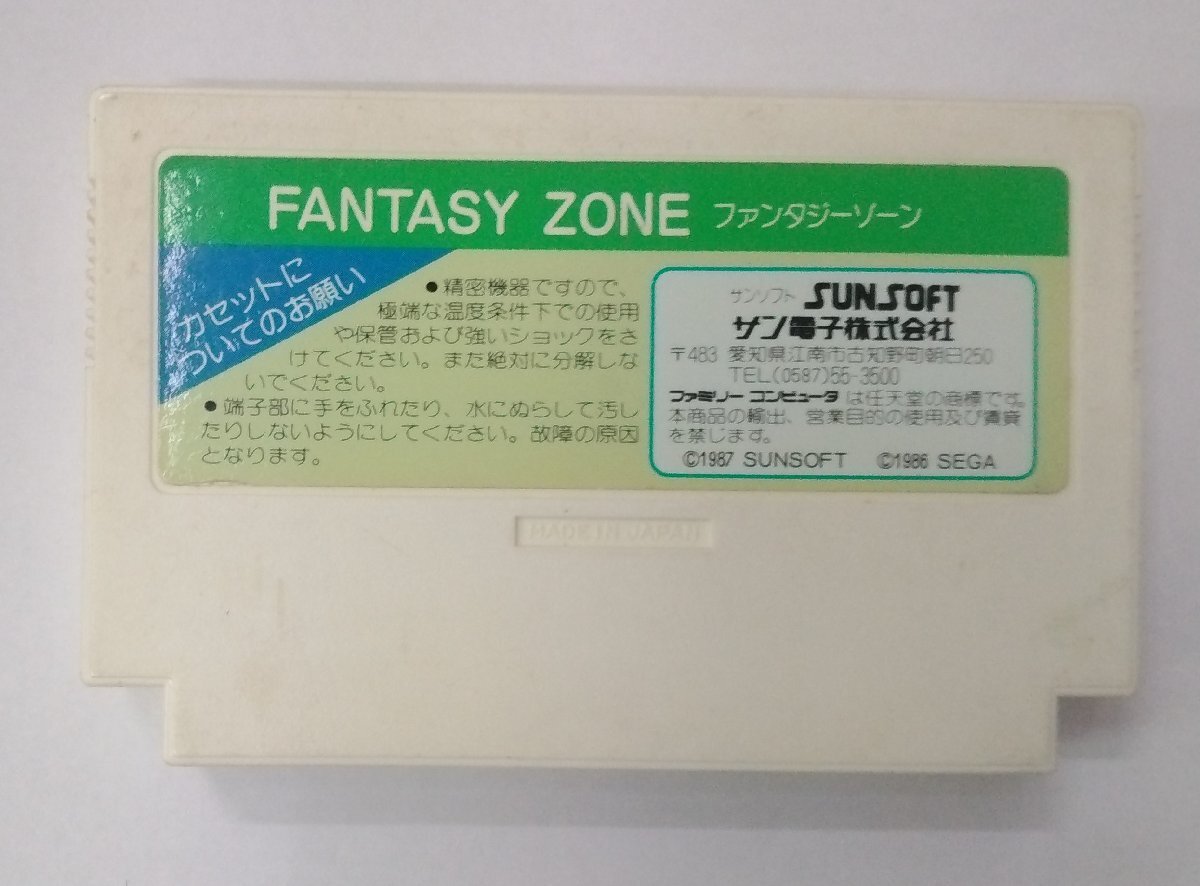 FANTASY ZONE ファンタジーゾーン
カセットに
ついてのお願い
●精密機器ですので、
極端な温度条件下での使用
や保管および強いショックをさ
けてください。また絶対に分解しな
いでください。
●端子部に手をふれたり、水にぬらして汚し
たりしないようにしてください。故障の原因
となります。
サンソフト SUNSOFT
サン電子株式会社
〒483 愛知県江南市古知野町朝日250
TEL(0587)55-3500
ファミリーコンピュータは任天堂の商標です。
本商品の輸出、営業目的の使用及び賃貸
を禁じます。
©1987 SUNSOFT ©1986 SEGA
MADE IN JAPAN